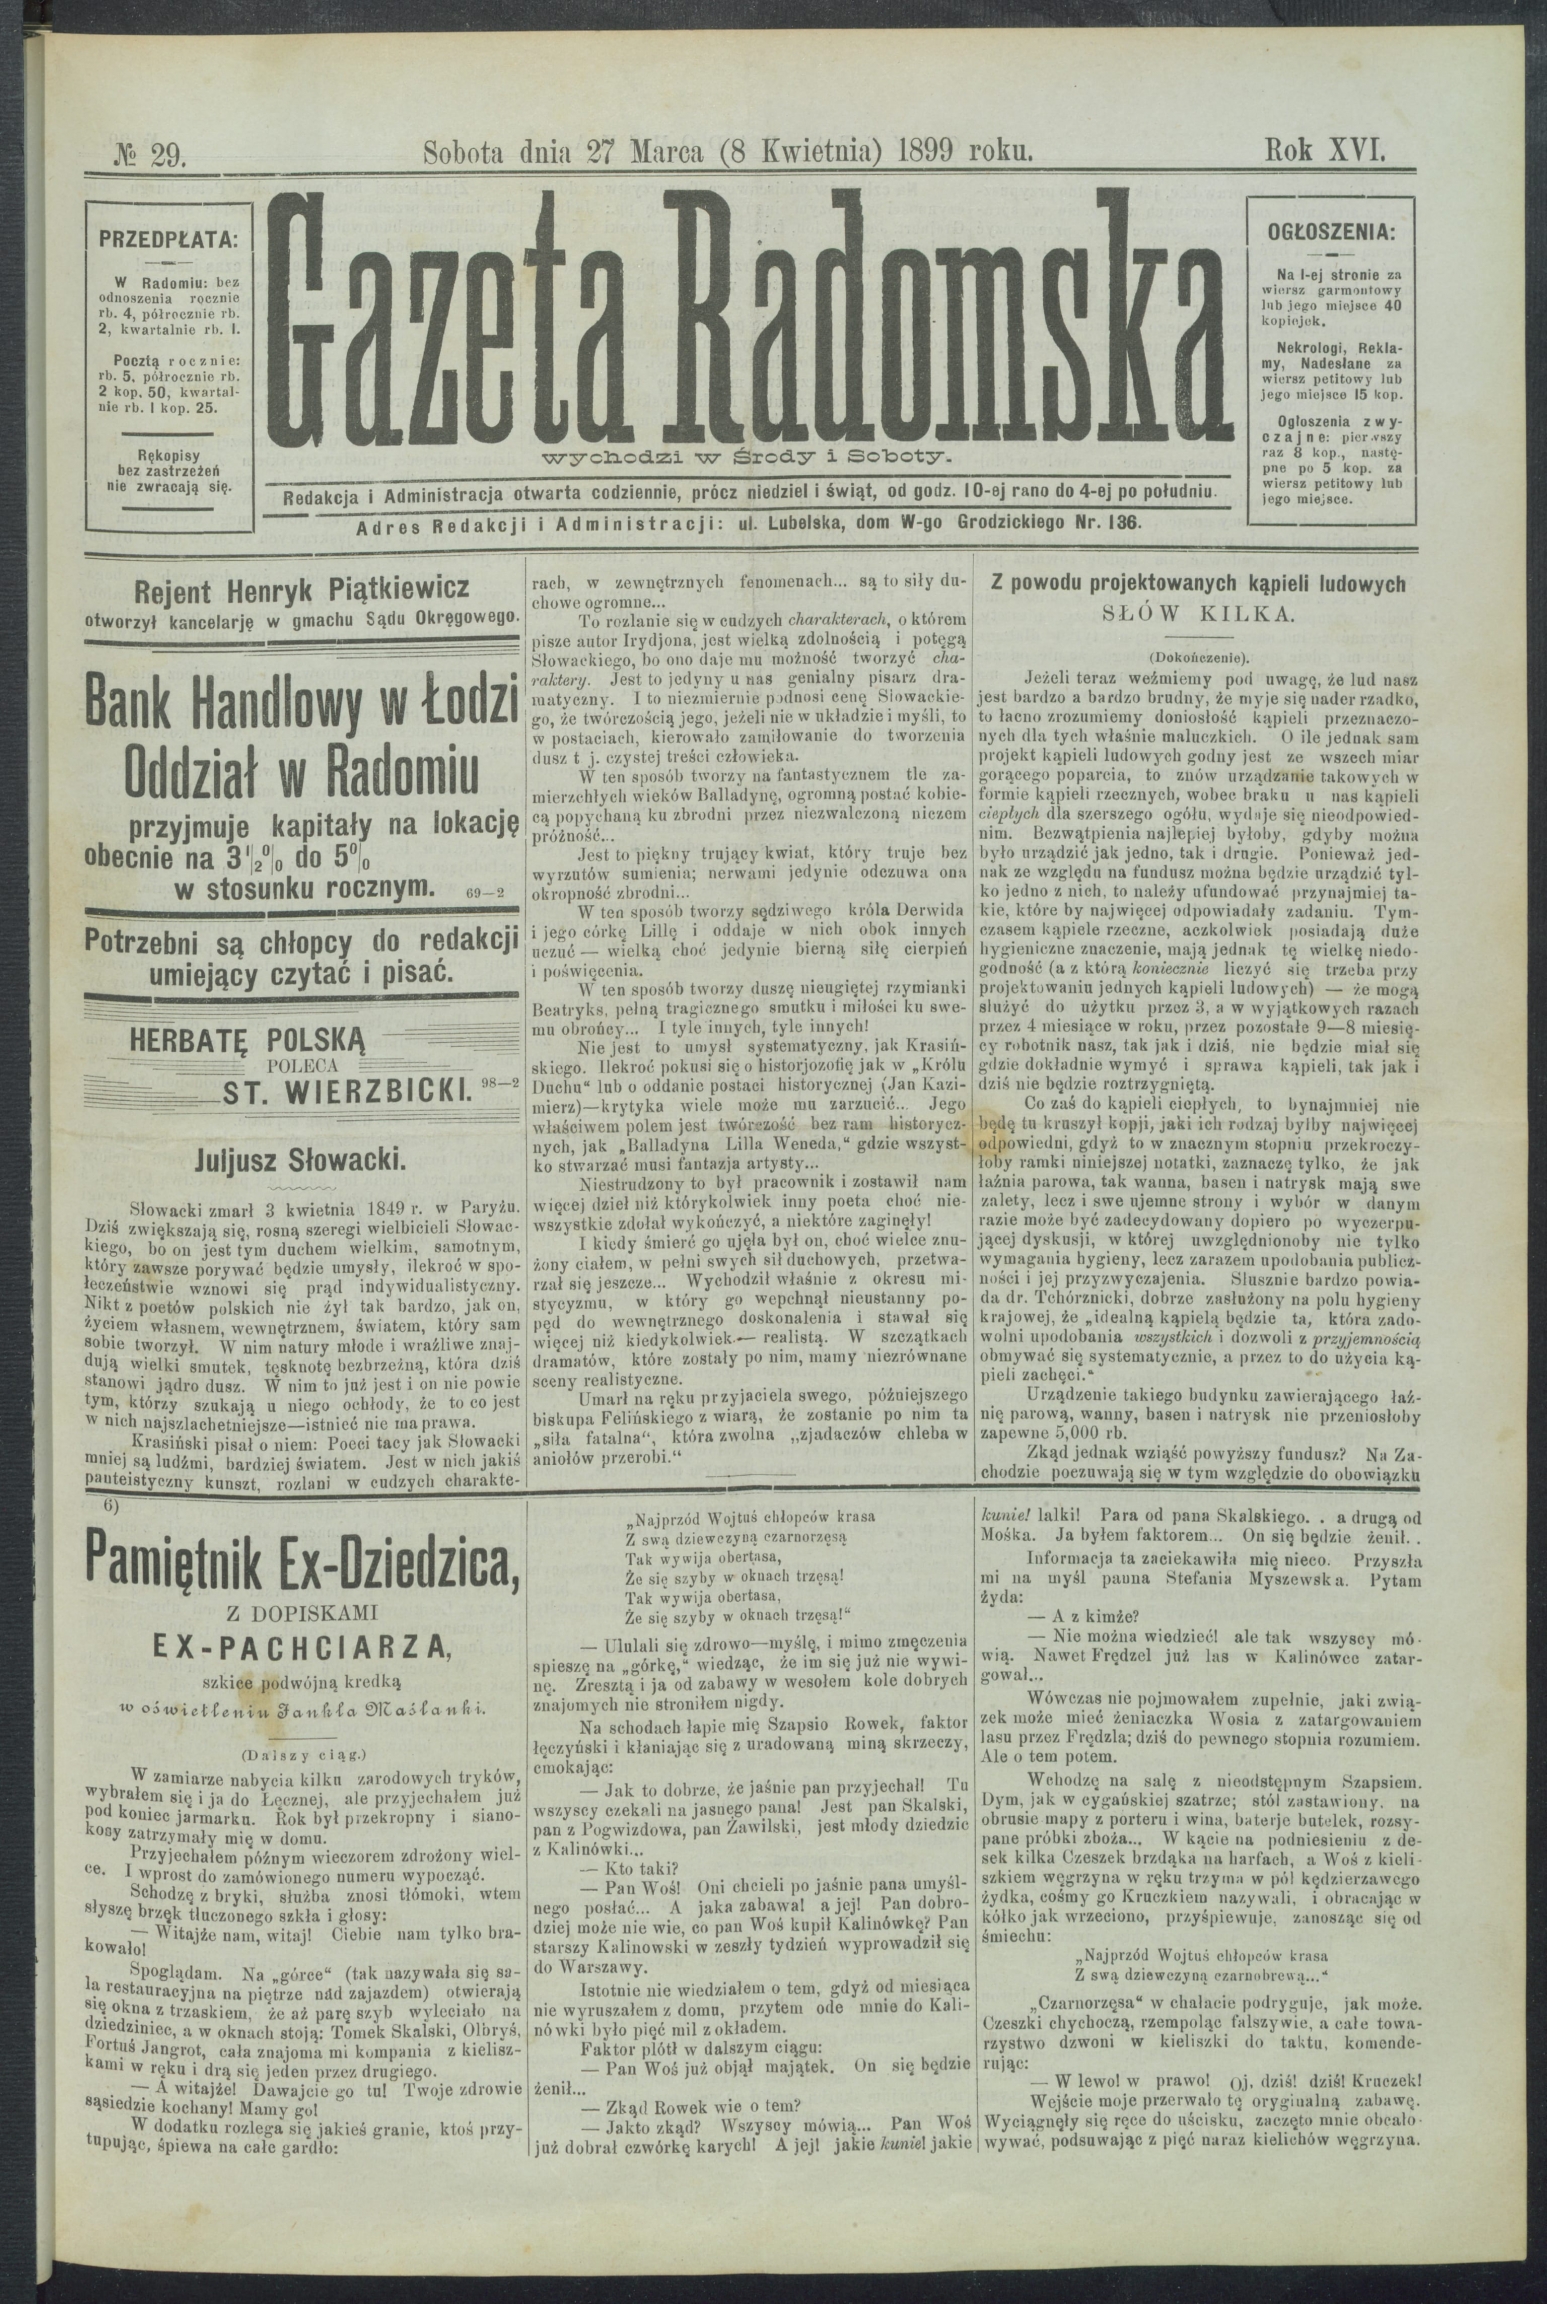 № 29.
Sobota dnia 27 Marca (8 Kwietnia) 1899 roku.
Rok XVI.
PRZEDPŁATA:
W Radomiu: bez
odnoszenia rocznie
rb. 4, półrocznie rb.
2, kwartalnie rb. 1.
Pocztą rocznie:
rb. 5, półrocznie rb.
2 kop. 50, kwartal-
nie rb. 1 kop. 25.
Rękopisy
bez zastrzeżeń
nie zwracają się.
Gazeta Radomska
wychodzi w Środy i Soboty.
Redakcja i Administracja otwarta codziennie, prócz niedziel i świąt, od godz. 10-ej rano do 4-ej po południu.
Adres Redakcji i Administracji: ul. Lubelska, dom W-go Grodzickiego Nr. 136.
OGŁOSZENIA:
Na I-ej stronie za
wiersz garmontowy
lub jego miejsce 40
kopiejek.
Nekrologi, Rekla-
my, Nadesłane za
wiersz petitowy lub
jego miejsce 15 kop.
Ogłoszenia zwy-
czajne: pierwszy
raz 8 kop., nastę-
pne po 5 kop. za
wiersz petitowy lub
jego miejsce.
Rejent Henryk Piątkiewicz
otworzył kancelarję w gmachu Sądu Okręgowego.
Bank Handlowy w Łodzi
Oddział w Radomiu
przyjmuje kapitały na lokację
obecnie na 3½% do 5%
w stosunku rocznym. 69—2
Potrzebni są chłopcy do redakcji
umiejący czytać i pisać.
HERBATĘ POLSKĄ
POLECA
ST. WIERZBICKI. 98—2
Juljusz Słowacki.
Słowacki zmarł 3 kwietnia 1849 r. w Paryżu.
Dziś zwiększają się, rosną szeregi wielbicieli Słowac-
kiego, bo on jest tym duchem wielkim, samotnym,
który zawsze porywać będzie umysły, ilekroć w spo-
łeczeństwie wznowi się prąd indywidualistyczny.
Nikt z poetów polskich nie żył tak bardzo, jak on,
życiem własnem, wewnętrznem, światem, który sam
sobie tworzył. W nim natury młode i wraźliwe znaj-
dują wielki smutek, tęsknotę bezbrzeżną, która dziś
stanowi jądro dusz. W nim to już jest i on nie powie
tym, którzy szukają u niego ochłody, że to co jest
w nich najszlachetniejsze—istnieć nie ma prawa.
Krasiński pisał o niem: Poeci tacy jak Słowacki
mniej są ludźmi, bardziej światem. Jest w nich jakiś
panteistyczny kunszt, rozlani w cudzych charakte-
rach, w zewnętrznych fenomenach... są to siły du-
chowe ogromne...
To rozlanie się w cudzych charakterach, o którem
pisze autor Irydjona, jest wielką zdolnością i potęgą
Słowackiego, bo ono daje mu możność tworzyć cha-
raktery. Jest to jedyny u nas genialny pisarz dra-
matyczny. I to niezmiernie podnosi cenę Słowackie-
go, że twórczością jego, jeżeli nie w układzie i myśli, to
w postaciach, kierowało zamiłowanie do tworzenia
dusz t j. czystej treści człowieka.
W ten sposób tworzy na fantastycznem tle za-
mierzchłych wieków Balladynę, ogromną postać kobie-
cą popychaną ku zbrodni przez niezwalczoną niczem
próżność...
Jest to piękny trujący kwiat, który truje bez
wyrzutów sumienia; nerwami jedynie odczuwa ona
okropność zbrodni...
W ten sposób tworzy sędziwego króla Derwida
i jego córkę Lillę i oddaje w nich obok innych
uczuć — wielką choć jedynie bierną siłę cierpień
i poświęcenia.
W ten sposób tworzy duszę nieugiętej rzymianki
Beatryks, pełną tragicznego smutku i miłości ku swe-
mu obrońcy... I tyle innych, tyle innych!
Nie jest to umysł systematyczny, jak Krasiń-
skiego. Ilekroć pokusi się o historjozofię jak w „Królu
Duchu“ lub o oddanie postaci historycznej (Jan Kazi-
mierz)—krytyka wiele może mu zarzucić... Jego
właściwem polem jest twórczość bez ram historycz-
nych, jak „Balladyna Lilla Weneda,“ gdzie wszyst-
ko stwarzać musi fantazja artysty...
Niestrudzony to był pracownik i zostawił nam
więcej dzieł niż którykolwiek inny poeta choć nie-
wszystkie zdołał wykończyć, a niektóre zaginęły!
I kiedy śmierć go ujęła był on, choć wielce znu-
żony ciałem, w pełni swych sił duchowych, przetwa-
rzał się jeszcze... Wychodził właśnie z okresu mi-
stycyzmu, w który go wepchnął nieustanny po-
pęd do wewnętrznego doskonalenia i stawał się
więcej niż kiedykolwiek — realistą. W szczątkach
dramatów, które zostały po nim, mamy niezrównane
sceny realistyczne.
Umarł na ręku przyjaciela swego, późniejszego
biskupa Felińskiego z wiarą, że zostanie po nim ta
„siła fatalna“, która zwolna „zjadaczów chleba w
aniołów przerobi.“
Z powodu projektowanych kąpieli ludowych
SŁÓW KILKA.
(Dokończenie).
Jeżeli teraz weźmiemy pod uwagę, że lud nasz
jest bardzo a bardzo brudny, że myje się nader rzadko,
to łacno zrozumiemy doniosłość kąpieli przeznaczo-
nych dla tych właśnie maluczkich. O ile jednak sam
projekt kąpieli ludowych godny jest ze wszech miar
gorącego poparcia, to znów urządzanie takowych w
formie kąpieli rzecznych, wobec braku u nas kąpieli
ciepłych dla szerszego ogółu, wydaje się nieodpowied-
nim. Bezwątpienia najlepiej byłoby, gdyby można
było urządzić jak jedno, tak i drugie. Ponieważ jed-
nak ze względu na fundusz można będzie urządzić tyl-
ko jedno z nich, to należy ufundować przynajmiej ta-
kie, które by najwięcej odpowiadały zadaniu. Tym-
czasem kąpiele rzeczne, aczkolwiek posiadają duże
hygieniczne znaczenie, mają jednak tę wielkę niedo-
godność (a z którą koniecznie liczyć się trzeba przy
projektowaniu jednych kąpieli ludowych) — że mogą
służyć do użytku przez 3, a w wyjątkowych razach
przez 4 miesiące w roku, przez pozostałe 9—8 miesię-
cy robotnik nasz, tak jak i dziś, nie będzie miał się
gdzie dokładnie wymyć i sprawa kąpieli, tak jak i
dziś nie będzie roztrzygniętą.
Co zaś do kąpieli ciepłych, to bynajmniej nie
będę tu kruszył kopji, jaki ich rodzaj byłby najwięcej
odpowiedni, gdyż to w znacznym stopniu przekroczy-
łoby ramki niniejszej notatki, zaznaczę tylko, że jak
łaźnia parowa, tak wanna, basen i natrysk mają swe
zalety, lecz i swe ujemne strony i wybór w danym
razie może być zadecydowany dopiero po wyczerpu-
jącej dyskusji, w której uwzględnionoby nie tylko
wymagania hygieny, lecz zarazem upodobania publicz-
ności i jej przyzwyczajenia. Słusznie bardzo powia-
da dr. Tchórznicki, dobrze zasłużony na polu hygieny
krajowej, że „idealną kąpielą będzie ta, która zado-
wolni upodobania wszystkich i dozwoli z przyjemnością
obmywać się systematycznie, a przez to do użycia ką-
pieli zachęci.“
Urządzenie takiego budynku zawierającego łaź-
nię parową, wanny, basen i natrysk nie przeniosłoby
zapewne 5,000 rb.
Zkąd jednak wziąść powyższy fundusz? Na Za-
chodzie poczuwają się w tym względzie do obowiązku
6)
Pamiętnik Ex-Dziedzica,
Z DOPISKAMI
EX-PACHCIARZA,
szkice podwójną kredką
w oświetleniu Jankla Maślanki.
(Dalszy ciąg.)
W zamiarze nabycia kilku zarodowych tryków,
wybrałem się i ja do Łęcznej, ale przyjechałem już
pod koniec jarmarku. Rok był przekropny i siano-
kosy zatrzymały mię w domu.
Przyjechałem późnym wieczorem zdrożony wiel-
ce. I wprost do zamówionego numeru wypocząć.
Schodzę z bryki, służba znosi tłómoki, wtem
słyszę brzęk tłuczonego szkła i głosy:
— Witajże nam, witaj! Ciebie nam tylko bra-
kowało!
Spoglądam. Na „górce“ (tak nazywała się sa-
la restauracyjna na piętrze nad zajazdem) otwierają
się okna z trzaskiem, że aż parę szyb wyleciało na
dziedziniec, a w oknach stoją: Tomek Skalski, Olbryś,
Fortuś Jangrot, cała znajoma mi kompania z kielisz-
kami w ręku i drą się jeden przez drugiego.
— A witajże! Dawajcie go tu! Twoje zdrowie
sąsiedzie kochany! Mamy go!
W dodatku rozlega się jakieś granie, ktoś przy-
tupując, śpiewa na całe gardło:
„Najprzód Wojtuś chłopców krasa
Z swą dziewczyną czarnorzęsą
Tak wywija obertasa,
Że się szyby w oknach trzęsą!
Tak wywija obertasa,
Że się szyby w oknach trzęsą!“
— Ululali się zdrowo—myślę, i mimo zmęczenia
spieszę na „górkę,“ wiedząc, że im się już nie wywi-
nę. Zresztą i ja od zabawy w wesołem kole dobrych
znajomych nie stroniłem nigdy.
Na schodach łapie mię Szapsio Rowek, faktor
łęczyński i kłaniając się z uradowaną miną skrzeczy,
cmokając:
— Jak to dobrze, że jaśnie pan przyjechał! Tu
wszyscy czekali na jasnego pana! Jest pan Skalski,
pan z Pogwizdowa, pan Zawilski, jest młody dziedzic
z Kalinówki...
— Kto taki?
— Pan Woś! Oni chcieli po jaśnie pana umyśl-
nego posłać... A jaka zabawa! a jej! Pan dobro-
dziej może nie wie, co pan Woś kupił Kalinówkę? Pan
starszy Kalinowski w zeszły tydzień wyprowadził się
do Warszawy.
Istotnie nie wiedziałem o tem, gdyż od miesiąca
nie wyruszałem z domu, przytem ode mnie do Kali-
nówki było pięć mil z okładem.
Faktor plótł w dalszym ciągu:
— Pan Woś już objął majątek. On się będzie
żenił...
— Zkąd Rowek wie o tem?
— Jakto zkąd? Wszyscy mówią... Pan Woś
już dobrał czwórkę karych! A jej! jakie kunie! jakie
kunie! lalki! Para od pana Skalskiego. . a drugą od
Mośka. Ja byłem faktorem... On się będzie żenił. .
Informacja ta zaciekawiła mię nieco. Przyszła
mi na myśl panna Stefania Myszewska. Pytam
żyda:
— A z kimże?
— Nie można wiedzieć! ale tak wszyscy mó-
wią. Nawet Frędzel już las w Kalinówce zatar-
gował...
Wówczas nie pojmowałem zupełnie, jaki zwią-
zek może mieć żeniaczka Wosia z zatargowaniem
lasu przez Frędzla; dziś do pewnego stopnia rozumiem.
Ale o tem potem.
Wchodzę na salę z nieodstępnym Szapsiem.
Dym, jak w cygańskiej szatrze; stół zastawiony. na
obrusie mapy z porteru i wina, baterje butelek, rozsy-
pane próbki zboża... W kącie na podniesieniu z de-
sek kilka Czeszek brzdąka na harfach, a Woś z kieli-
szkiem węgrzyna w ręku trzyma w pół kędzierzawego
żydka, cośmy go Kruczkiem nazywali, i obracając w
kółko jak wrzeciono, przyśpiewuje, zanosząc się od
śmiechu:
„Najprzód Wojtuś chłopców krasa
Z swą dziewczyną czarnobrewą...“
„Czarnorzęsa“ w chałacie podryguje, jak może.
Czeszki chychoczą, rzempoląc fałszywie, a całe towa-
rzystwo dzwoni w kieliszki do taktu, komende-
rując:
— W lewo! w prawo! Oj, dziś! dziś! Kruczek!
Wejście moje przerwało tę oryginalną zabawę.
Wyciągnęły się ręce do uścisku, zaczęto mnie obcało-
wywać, podsuwając z pięć naraz kielichów węgrzyna.